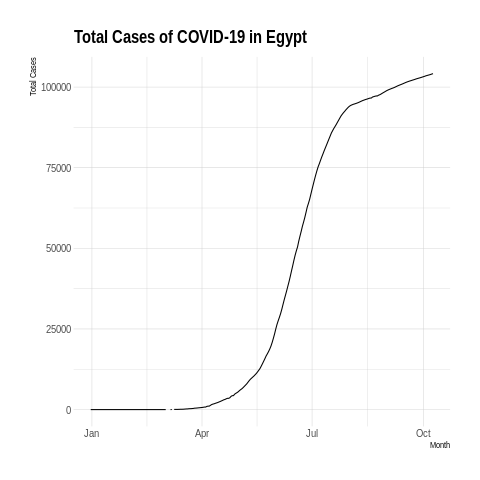 Total Cases of COVID-19 in Egypt
Total Cases
100000
75000
50000
25000
0
Jan Apr Jul Oct
Month